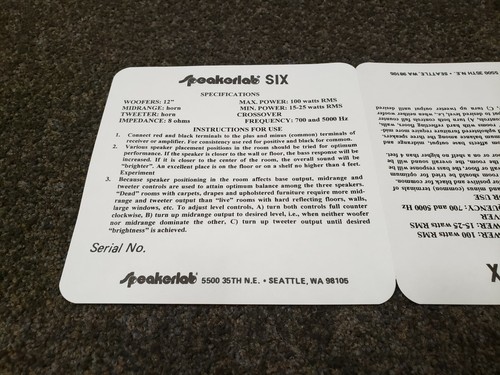 Speakerlab® SIX
SPECIFICATIONS
WOOFERS: 12" MAX. POWER: 100 watts RMS
MIDRANGE: horn MIN. POWER: 15-25 watts RMS
TWEETER: horn CROSSOVER
IMPEDANCE: 8 ohms FREQUENCY: 700 and 5000 Hz
INSTRUCTIONS FOR USE
1. Connect red and black terminals to the plus and minus (common) terminals of
receiver or amplifier. For consistency use red for positive and black for common.
2. Various speaker placement positions in the room should be tried for optimum
performance. If the speaker is closer to the wall or floor, the bass response will be
increased. If it is closer to the center of the room, the overall sound will be
"brighter". An excellent place is on the floor or on a shelf no higher than 4 feet.
Experiment
3. Because speaker positioning in the room affects bass output, midrange and
tweeter controls are used to attain optimum balance among the three speakers.
"Dead" rooms with carpet, drapes and upholstered furniture require more mid-
range and tweeter output than "live" rooms with hard reflecting floors, walls,
large windows, etc. To adjust level controls, A) turn both controls full counter
clockwise, B) turn up midrange output to desired level, i.e., when neither woofer
nor midrange dominate the other, C) turn up tweeter output until desired
"brightness" is achieved.
Serial No.
Speakerlab® 5500 35TH N.E. • SEATTLE, WA 98105
5500 35TH N.E. • SEATTLE, WA 98105